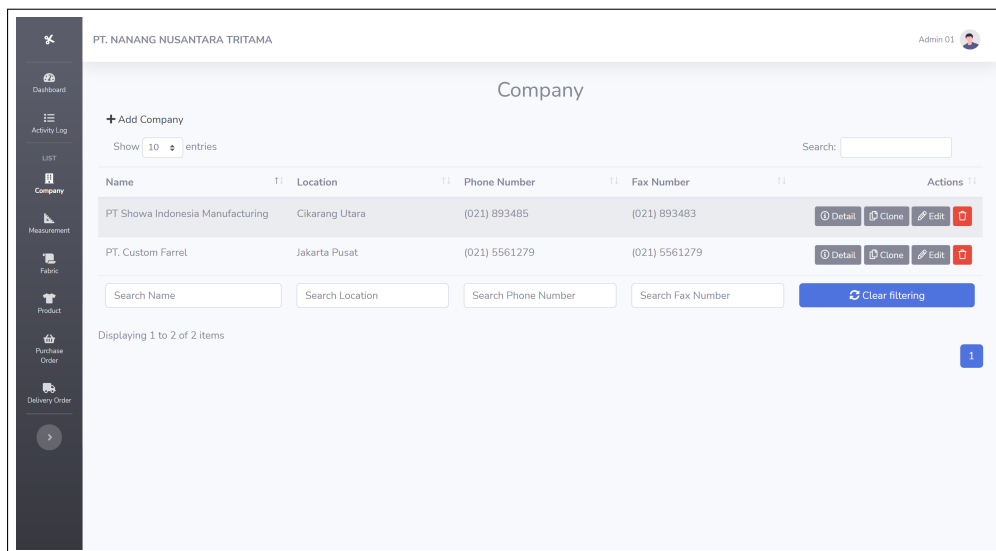 PT. NANANG NUSANTARA TRITAMA
Admin 01
Dashboard
Activity Log
LIST
Company
Measurement
Fabric
Product
Purchase
Order
Delivery Order
Company
Add Company
Show 10 entries
Search:
Name Location Phone Number Fax Number Actions
PT Showa Indonesia Manufacturing Cikarang Utara (021) 893485 (021) 893483 Detail Clone Edit
PT. Custom Farrel Jakarta Pusat (021) 5561279 (021) 5561279 Detail Clone Edit
Search Name Search Location Search Phone Number Search Fax Number Clear filtering
Displaying 1 to 2 of 2 items
1